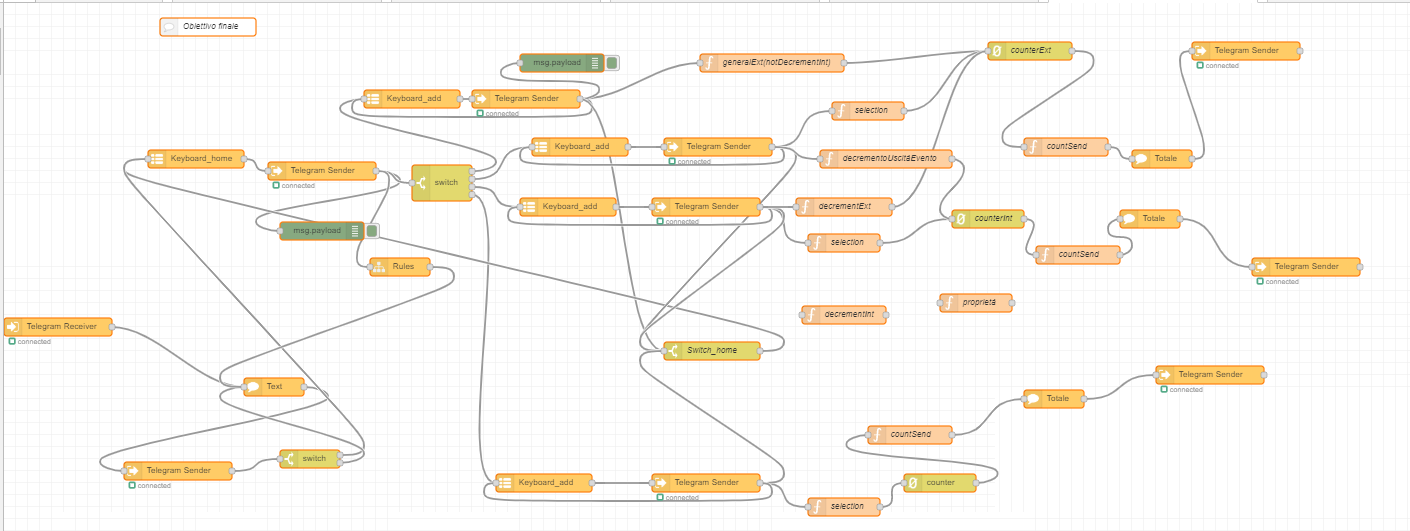 Obiettivo finale
counterExt
Telegram Sender
connected
msg.payload
generalExt(notDecrementInt)
Keyboard_add
Telegram Sender
connected
selection
Keyboard_add
Telegram Sender
connected
countSend
Totale
Keyboard_home
Telegram Sender
connected
decrementoUscitàEvento
switch
Keyboard_add
Telegram Sender
connected
decrementExt
counterInt
Totale
msg.payload
selection
countSend
Rules
Telegram Sender
connected
decrementInt
proprietà
Telegram Receiver
connected
Switch_home
Text
Telegram Sender
connected
Totale
countSend
switch
Telegram Sender
connected
Keyboard_add
Telegram Sender
connected
counter
selection